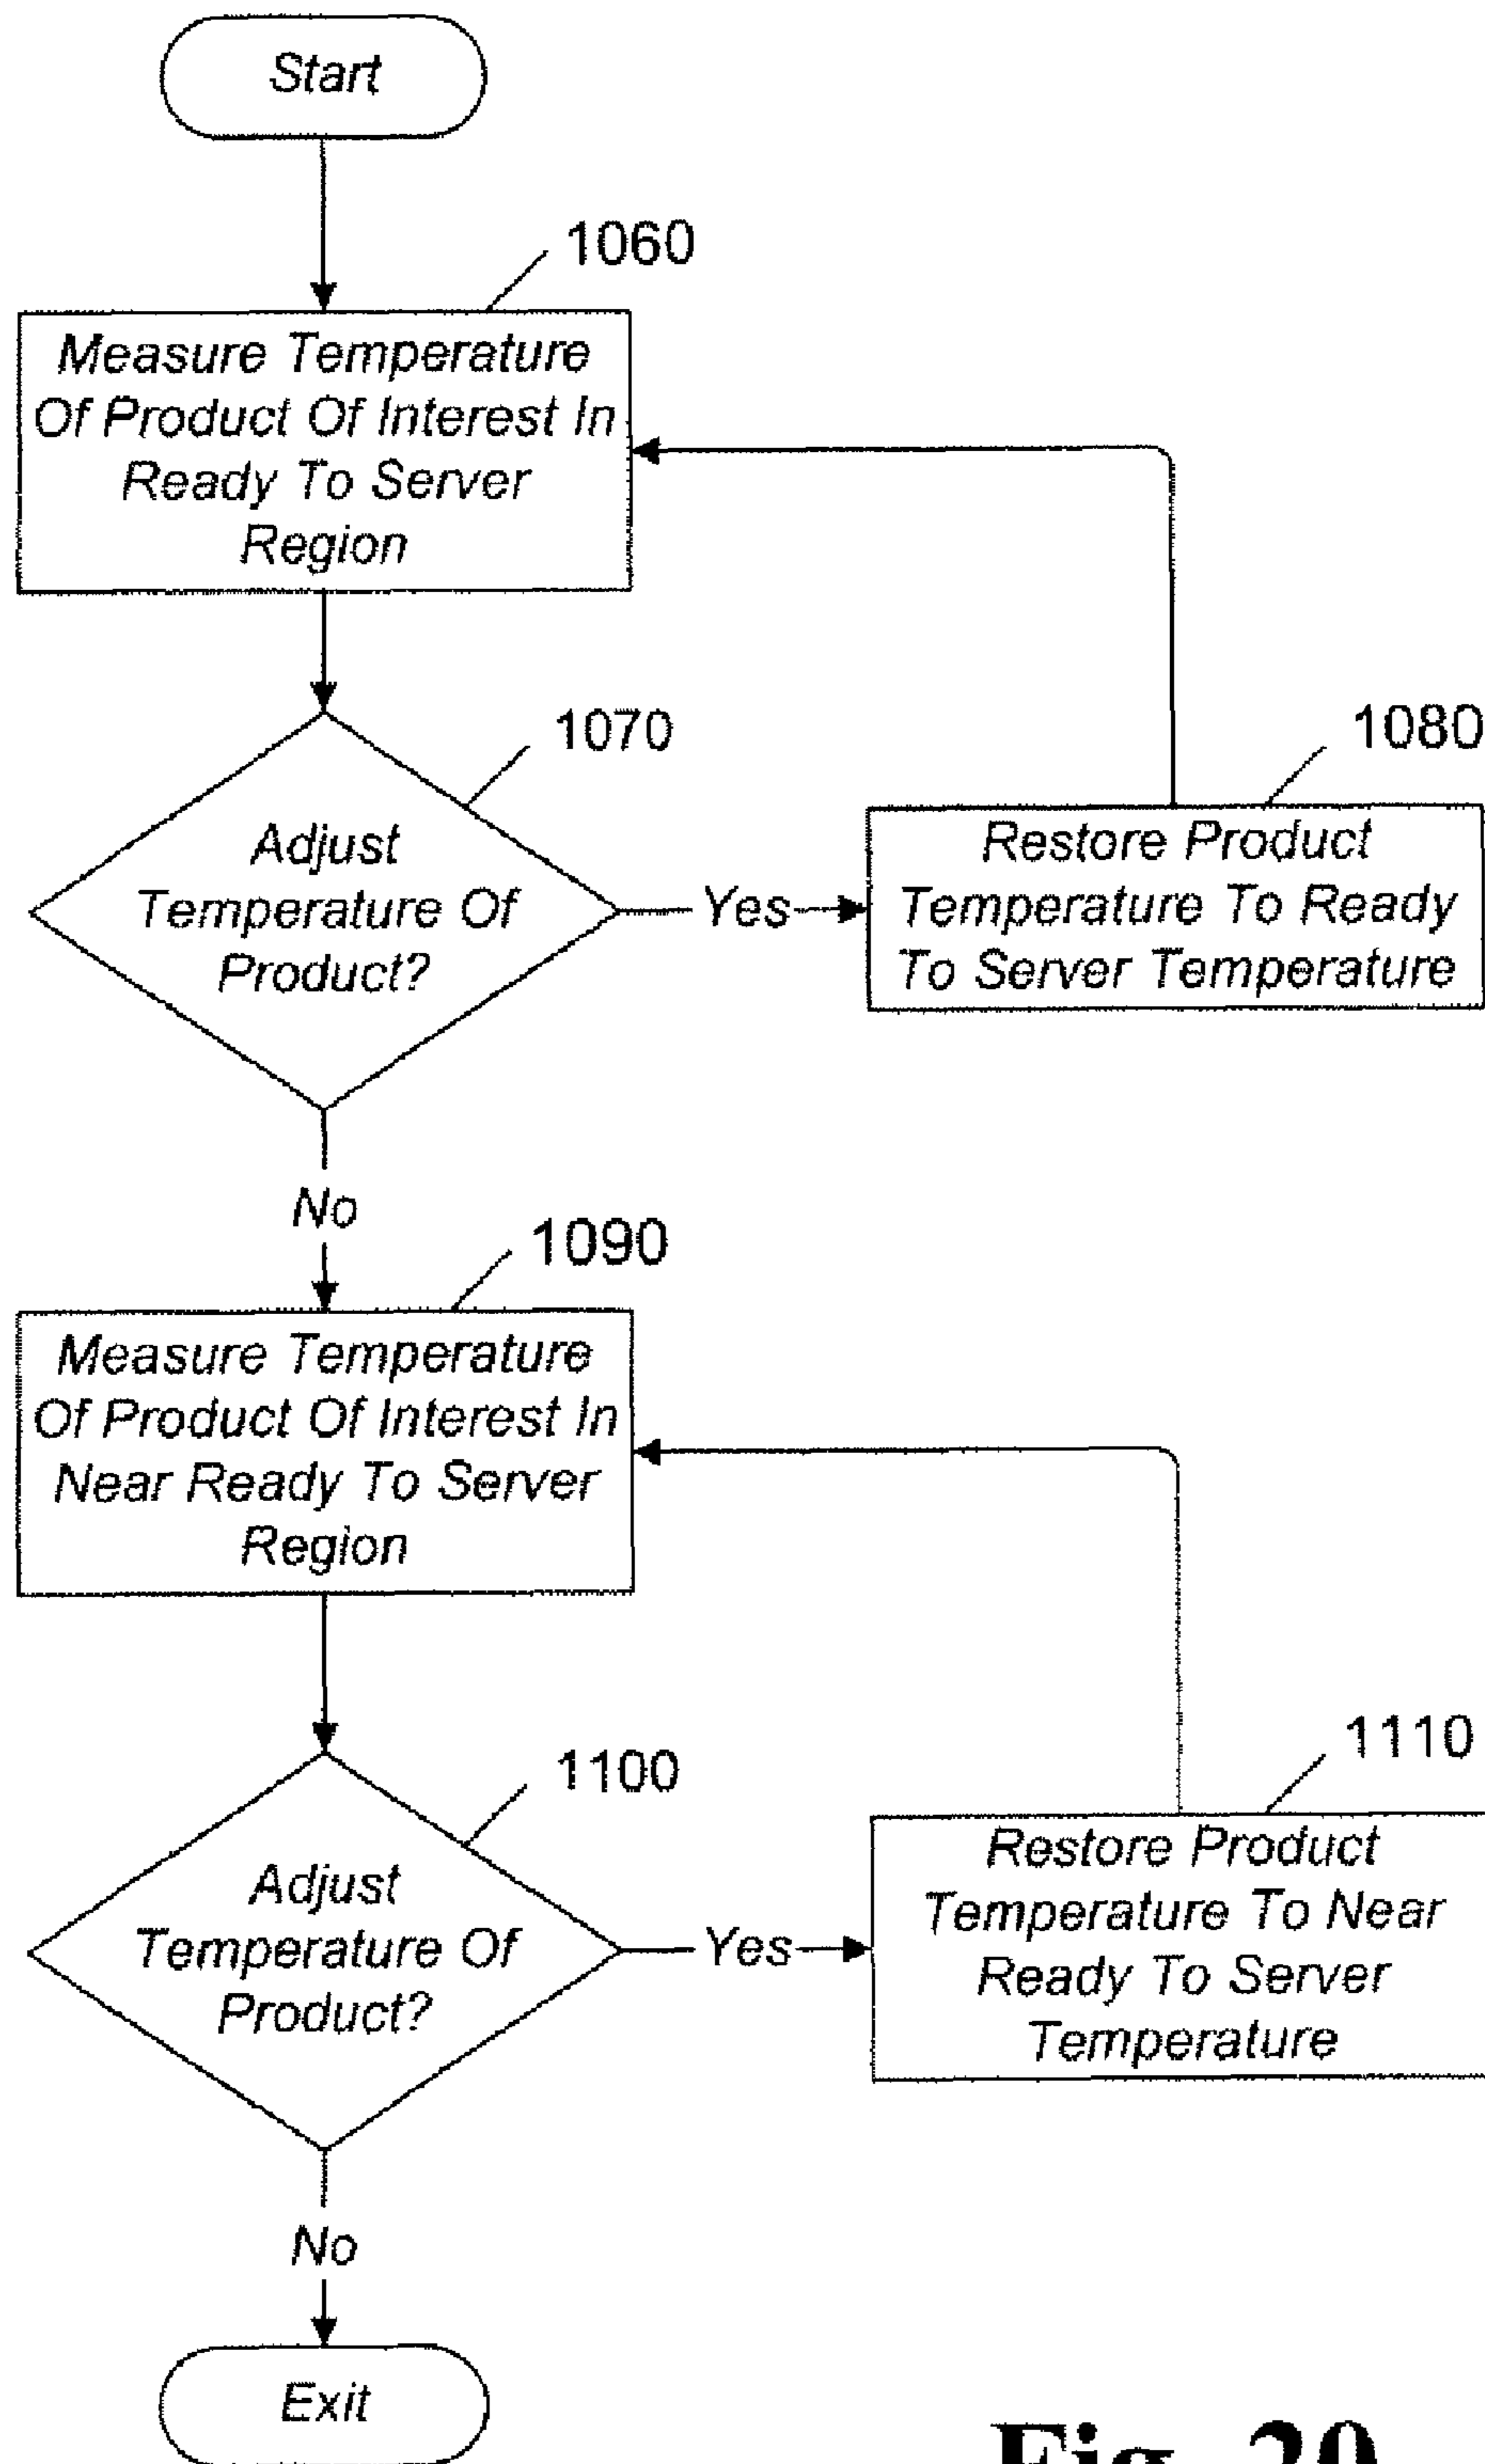 Start
1060
Measure Temperature
Of Product Of Interest In
Ready To Server
Region
1070
Adjust
Temperature Of
Product?
Yes
1080
Restore Product
Temperature To Ready
To Server Temperature
No
1090
Measure Temperature
Of Product Of Interest In
Near Ready To Server
Region
1100
Adjust
Temperature Of
Product?
Yes
1110
Restore Product
Temperature To Near
Ready To Server
Temperature
No
Exit
Fig.